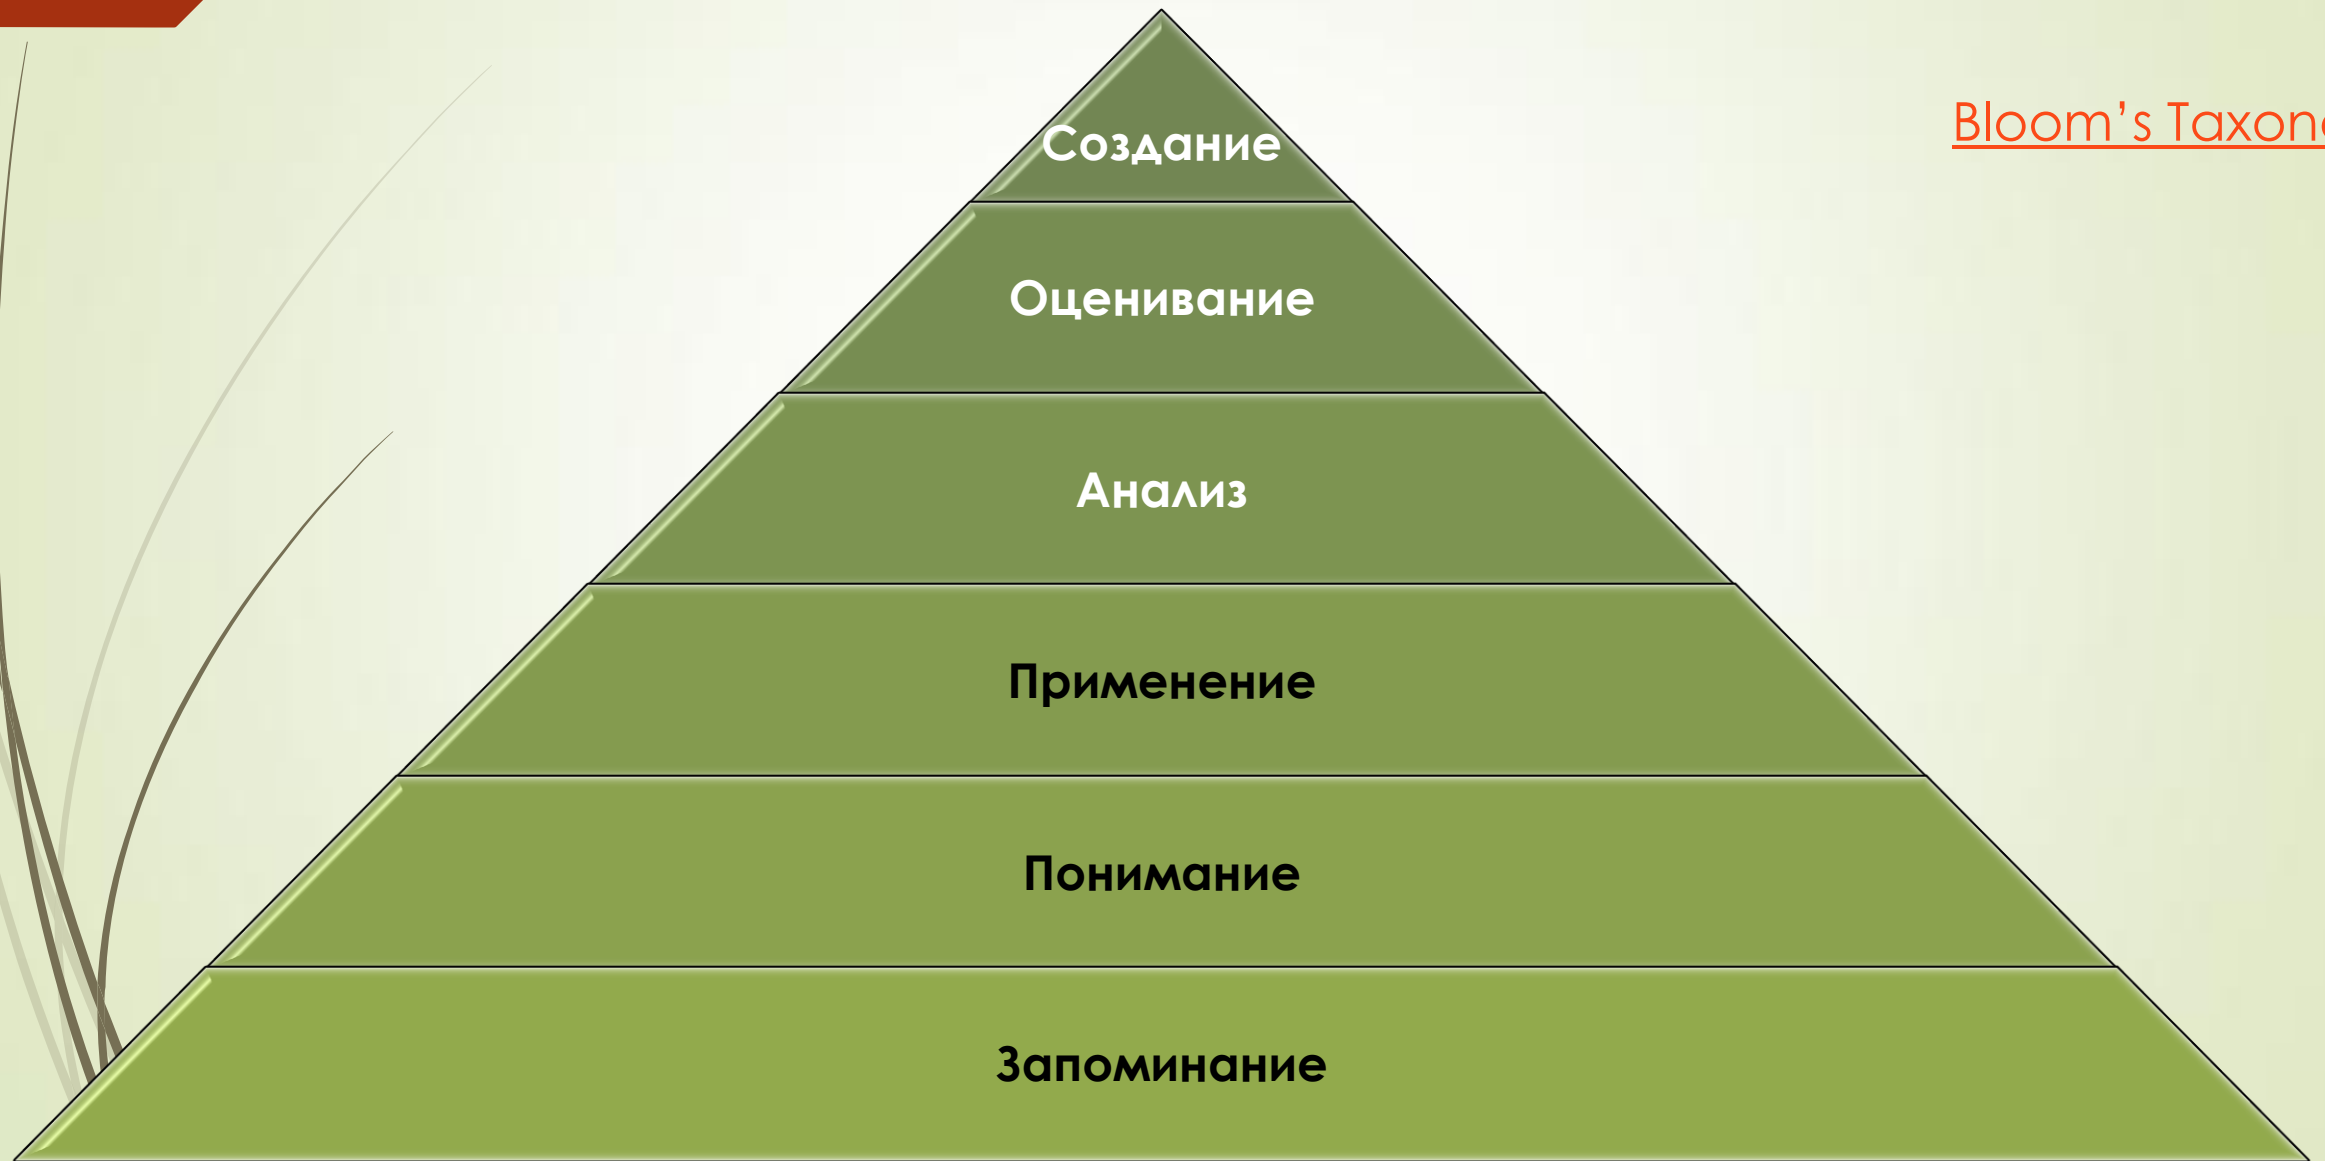 Bloom's Taxon
Создание
Оценивание
Анализ
Применение
Понимание
Запоминание